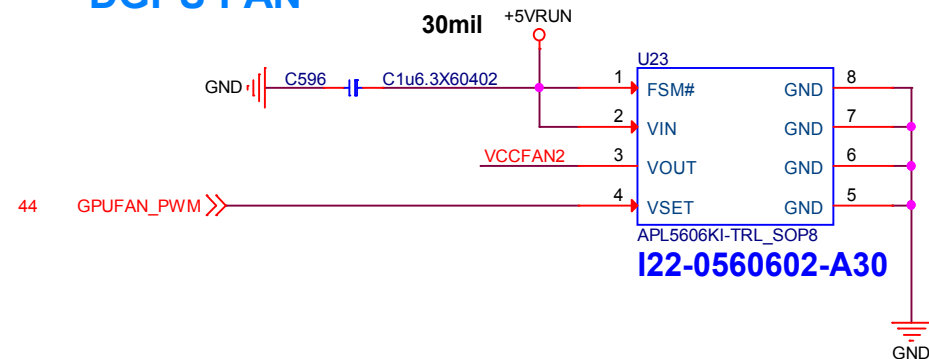 DGPU FAN
30mil
+5VRUN
GND
C596
C1u6.3X60402
U23
1
FSM#
GND
8
2
VIN
GND
7
VCCFAN2
3
VOUT
GND
6
44
GPUFAN_PWM
4
VSET
GND
5
APL5606KI-TRL_SOP8
I22-0560602-A30
GND